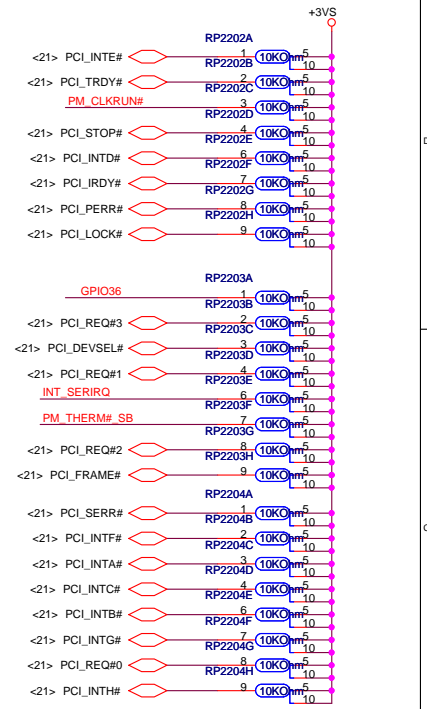 +3VS
RP2202A
<21> PCI_INTE# 1 10KOhm 5
RP2202B 10
<21> PCI_TRDY# 2 10KOhm 5
RP2202C 10
PM_CLKRUN# 3 10KOhm 5
RP2202D 10
<21> PCI_STOP# 4 10KOhm 5
RP2202E 10
<21> PCI_INTD# 6 10KOhm 5
RP2202F 10
<21> PCI_IRDY# 7 10KOhm 5
RP2202G 10
<21> PCI_PERR# 8 10KOhm 5
RP2202H 10
<21> PCI_LOCK# 9 10KOhm 5
10
RP2203A
GPIO36 1 10KOhm 5
RP2203B 10
<21> PCI_REQ#3 2 10KOhm 5
RP2203C 10
<21> PCI_DEVSEL# 3 10KOhm 5
RP2203D 10
<21> PCI_REQ#1 4 10KOhm 5
RP2203E 10
INT_SERIRQ 6 10KOhm 5
RP2203F 10
PM_THERM#_SB 7 10KOhm 5
RP2203G 10
<21> PCI_REQ#2 8 10KOhm 5
RP2203H 10
<21> PCI_FRAME# 9 10KOhm 5
10
RP2204A
<21> PCI_SERR# 1 10KOhm 5
RP2204B 10
<21> PCI_INTF# 2 10KOhm 5
RP2204C 10
<21> PCI_INTA# 3 10KOhm 5
RP2204D 10
<21> PCI_INTC# 4 10KOhm 5
RP2204E 10
<21> PCI_INTB# 6 10KOhm 5
RP2204F 10
<21> PCI_INTG# 7 10KOhm 5
RP2204G 10
<21> PCI_REQ#0 8 10KOhm 5
RP2204H 10
<21> PCI_INTH# 9 10KOhm 5
10